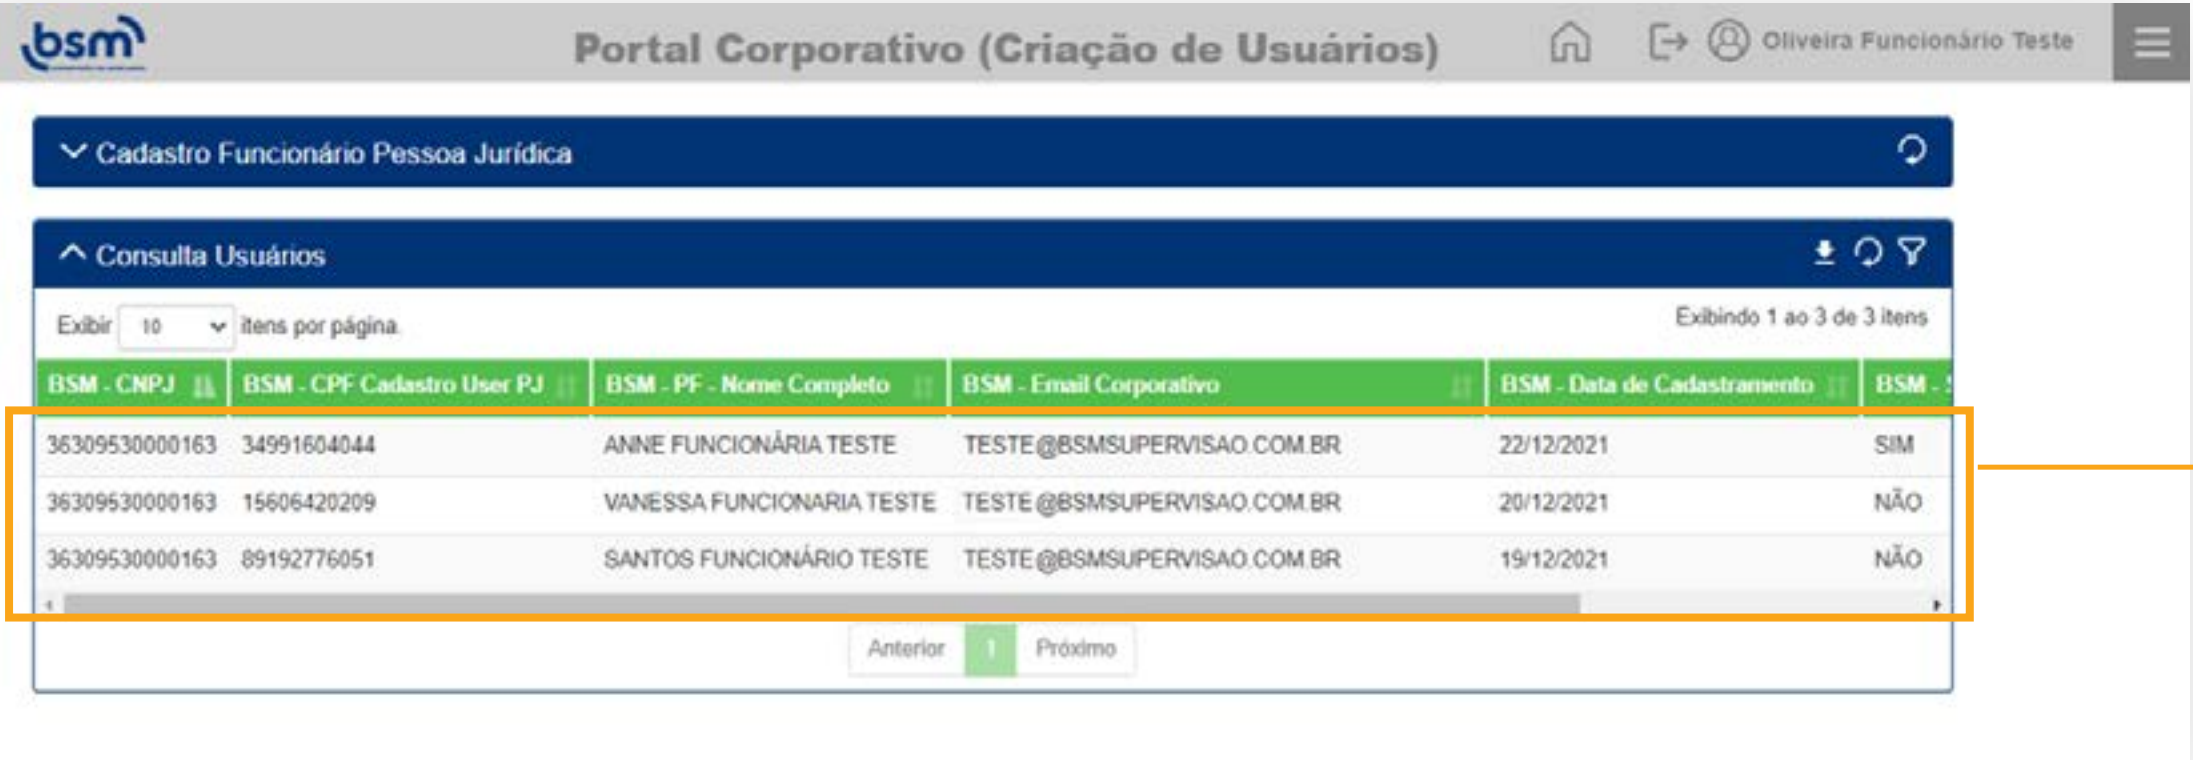 bsm
Portal Corporativo (Criação de Usuários)
Oliveira Funcionário Teste
Cadastro Funcionário Pessoa Jurídica
Consulta Usuários
Exibir 10 itens por página.
Exibindo 1 ao 3 de 3 itens
BSM - CNPJ BSM - CPF Cadastro User PJ BSM - PF - Nome Completo BSM - Email Corporativo BSM - Data de Cadastramento BSM -
36309530000163 34991604044 ANNE FUNCIONÁRIA TESTE TESTE@BSMSUPERVISAO.COM.BR 22/12/2021 SIM
36309530000163 15606420209 VANESSA FUNCIONARIA TESTE TESTE@BSMSUPERVISAO.COM.BR 20/12/2021 NÃO
36309530000163 89192776051 SANTOS FUNCIONÁRIO TESTE TESTE@BSMSUPERVISAO.COM.BR 19/12/2021 NÃO
Anterior 1 Próximo